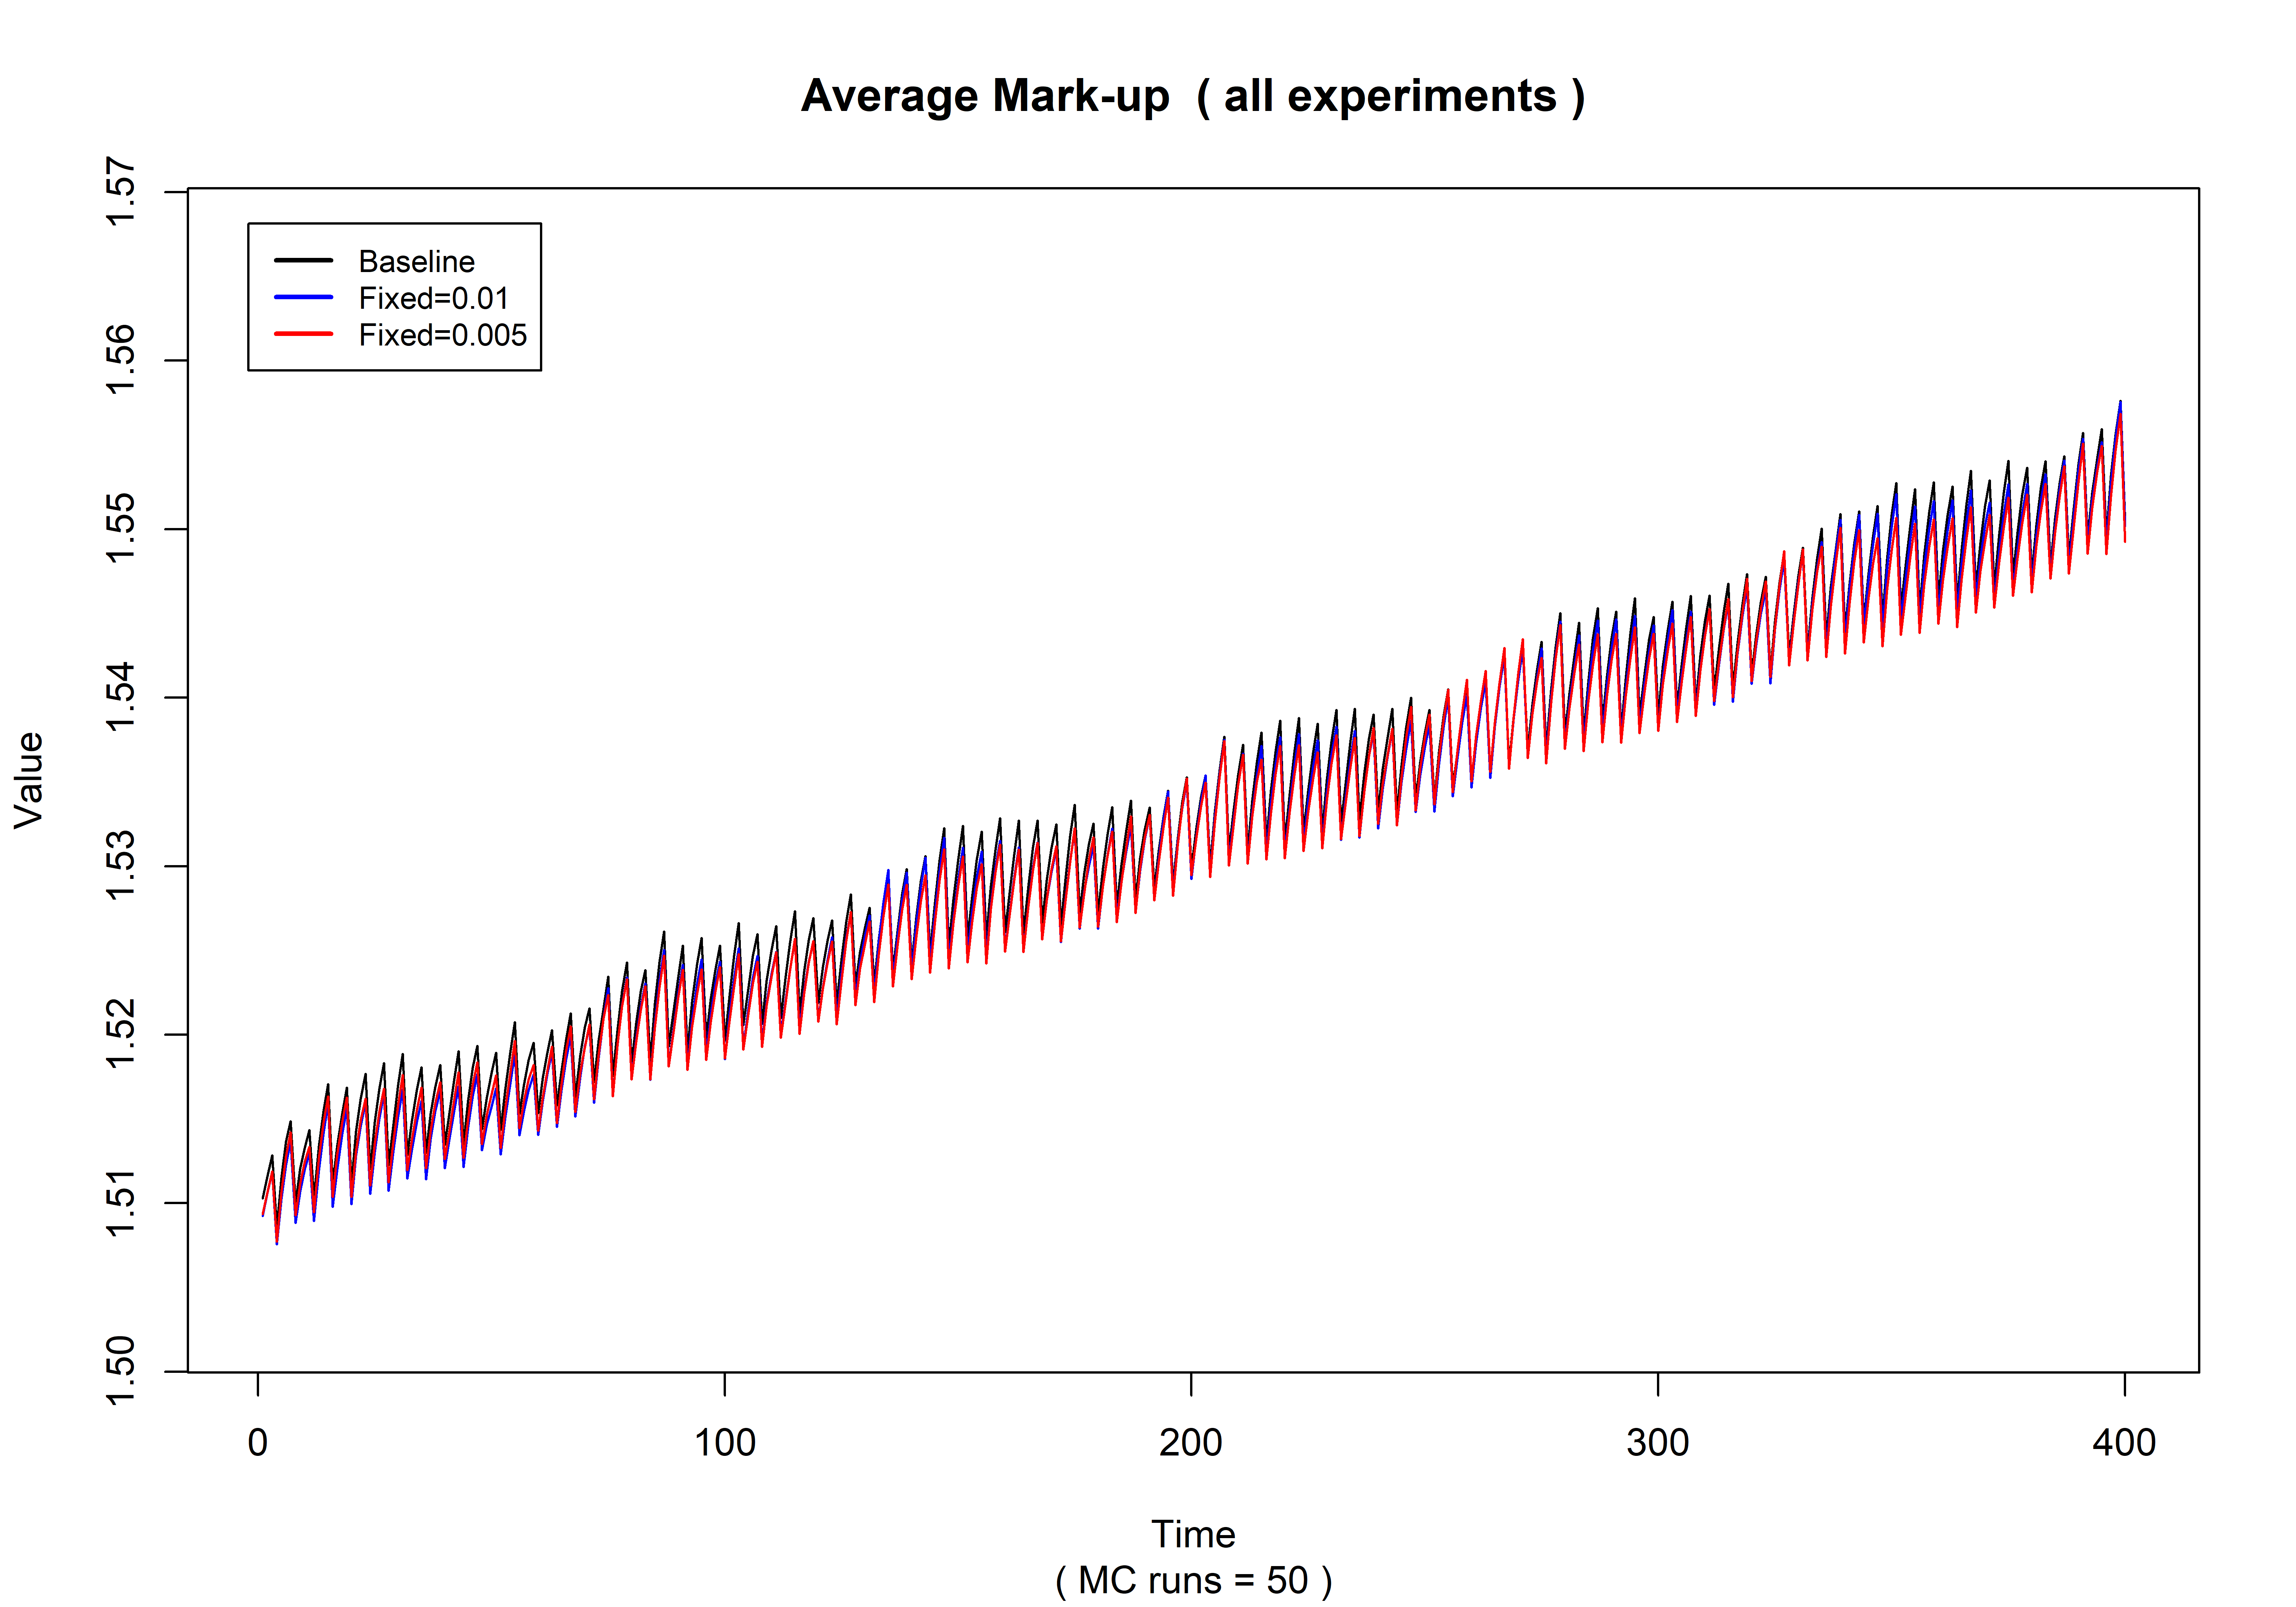 Average Mark-up ( all experiments )
1.57
1.56
1.55
1.54
1.53
1.52
1.51
1.50
Value
Baseline
Fixed=0.01
Fixed=0.005
0 100 200 300 400
Time
( MC runs = 50 )